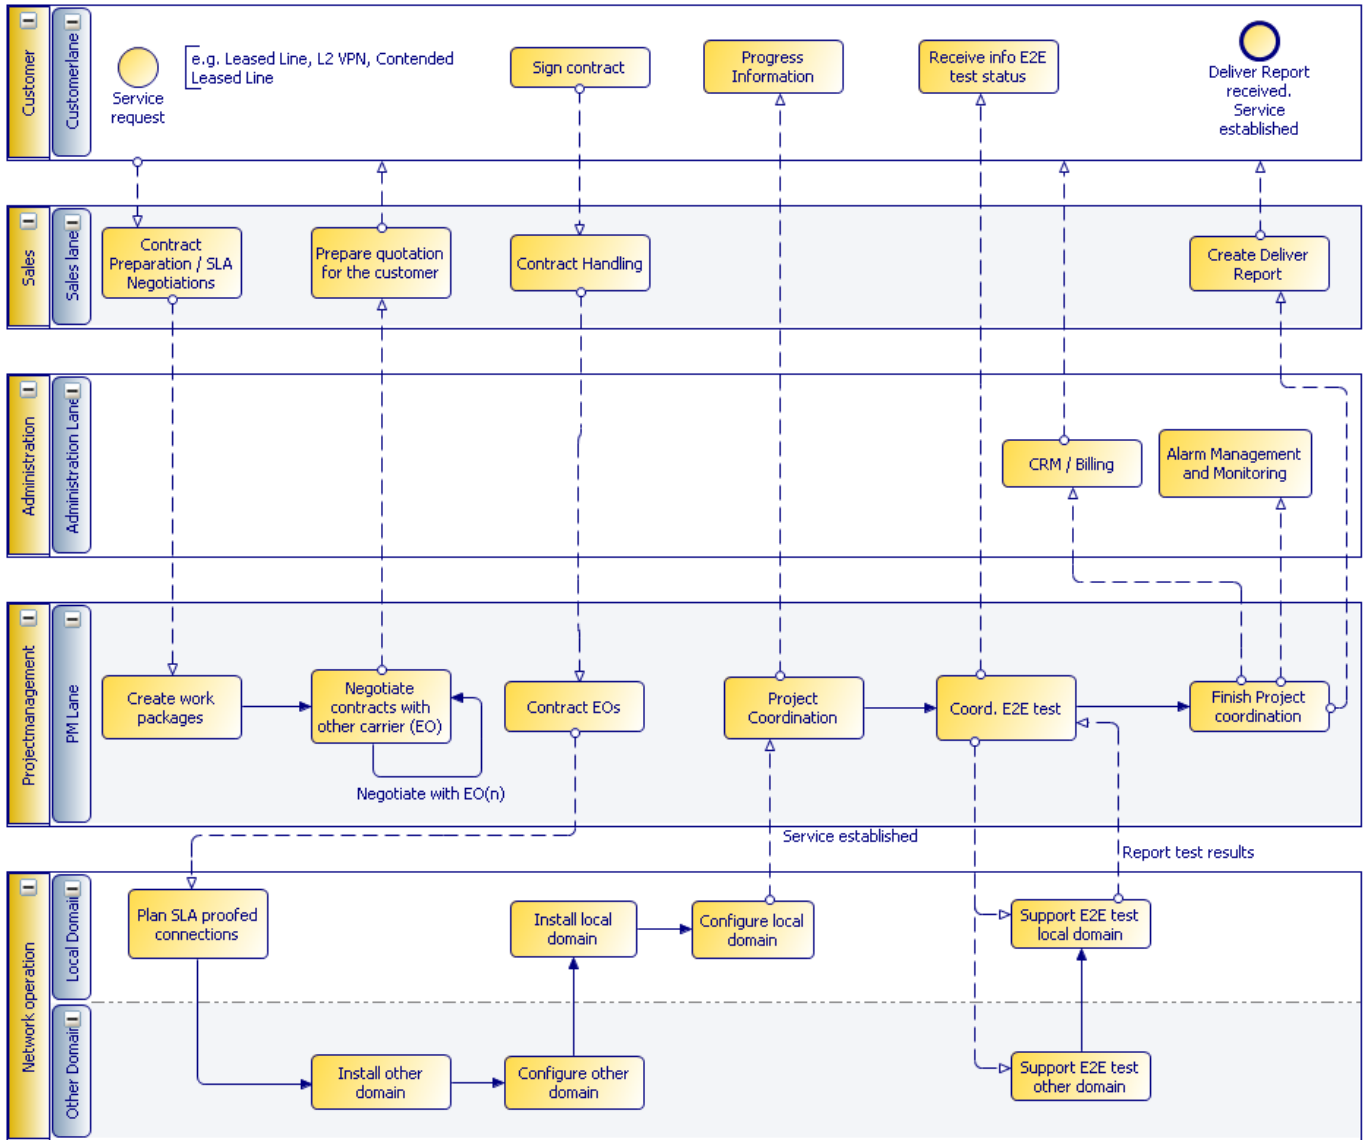 Customer
Customerlane
Service
request
e.g. Leased Line, L2 VPN, Contended
Leased Line
Sign contract
Progress
Information
Receive info E2E
test status
Deliver Report
received.
Service
established
Sales
Sales lane
Contract
Preparation / SLA
Negotiations
Prepare quotation
for the customer
Contract Handling
Create Deliver
Report
Administration
Administration Lane
CRM / Billing
Alarm Management
and Monitoring
Projectmanagement
PM Lane
Create work
packages
Negotiate
contracts with
other carrier (EO)
Negotiate with EO(n)
Contract EOs
Project
Coordination
Coord. E2E test
Finish Project
coordination
Service established
Report test results
Network operation
Local Domain
Plan SLA proofed
connections
Install local
domain
Configure local
domain
Support E2E test
local domain
Other Domain
Install other
domain
Configure other
domain
Support E2E test
other domain